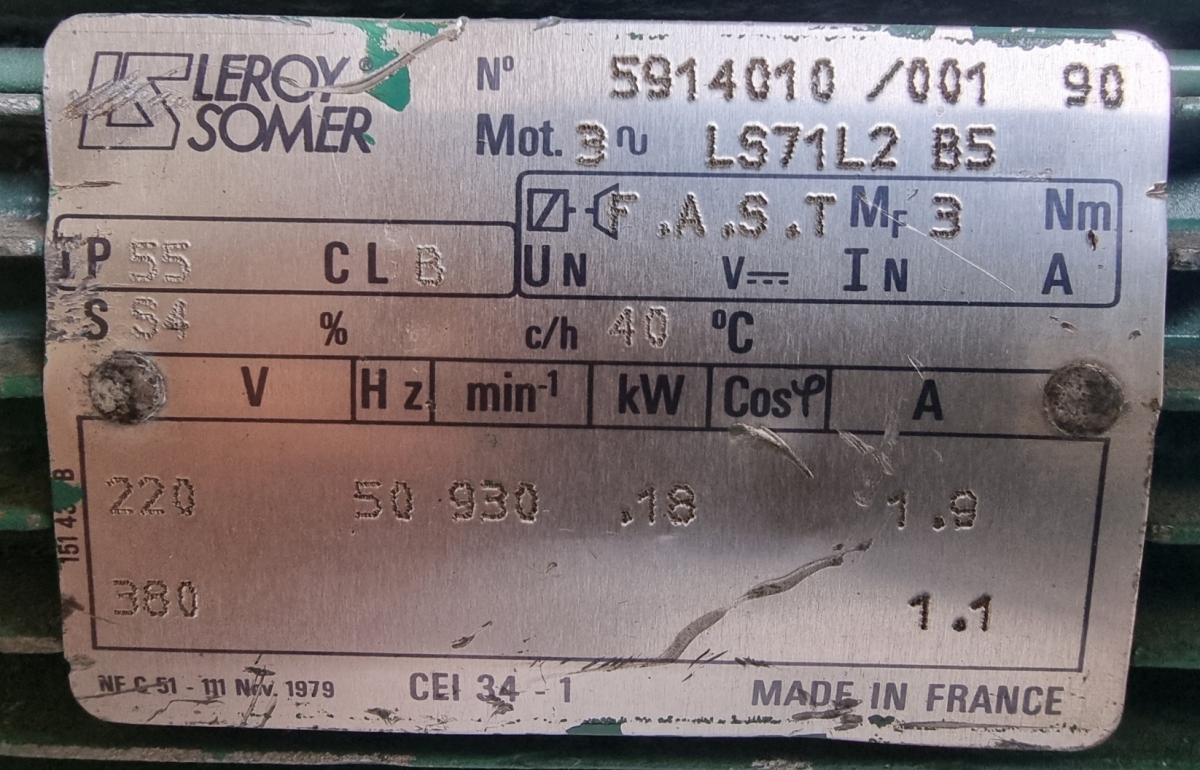 LEROY® N° 5914010 /001 90
SOMER Mot. 3 ∿ LS71L2 B5
F.A.S.T MF 3 Nm
IP 55 CL B UN V⎓ IN A
S S4 % c/h 40 °C
V Hz min-1 kW Cosφ A
220 50 930 .18 1.9
380 1.1
NF C 51 - 111 Nov. 1979 CEI 34 - 1 MADE IN FRANCE